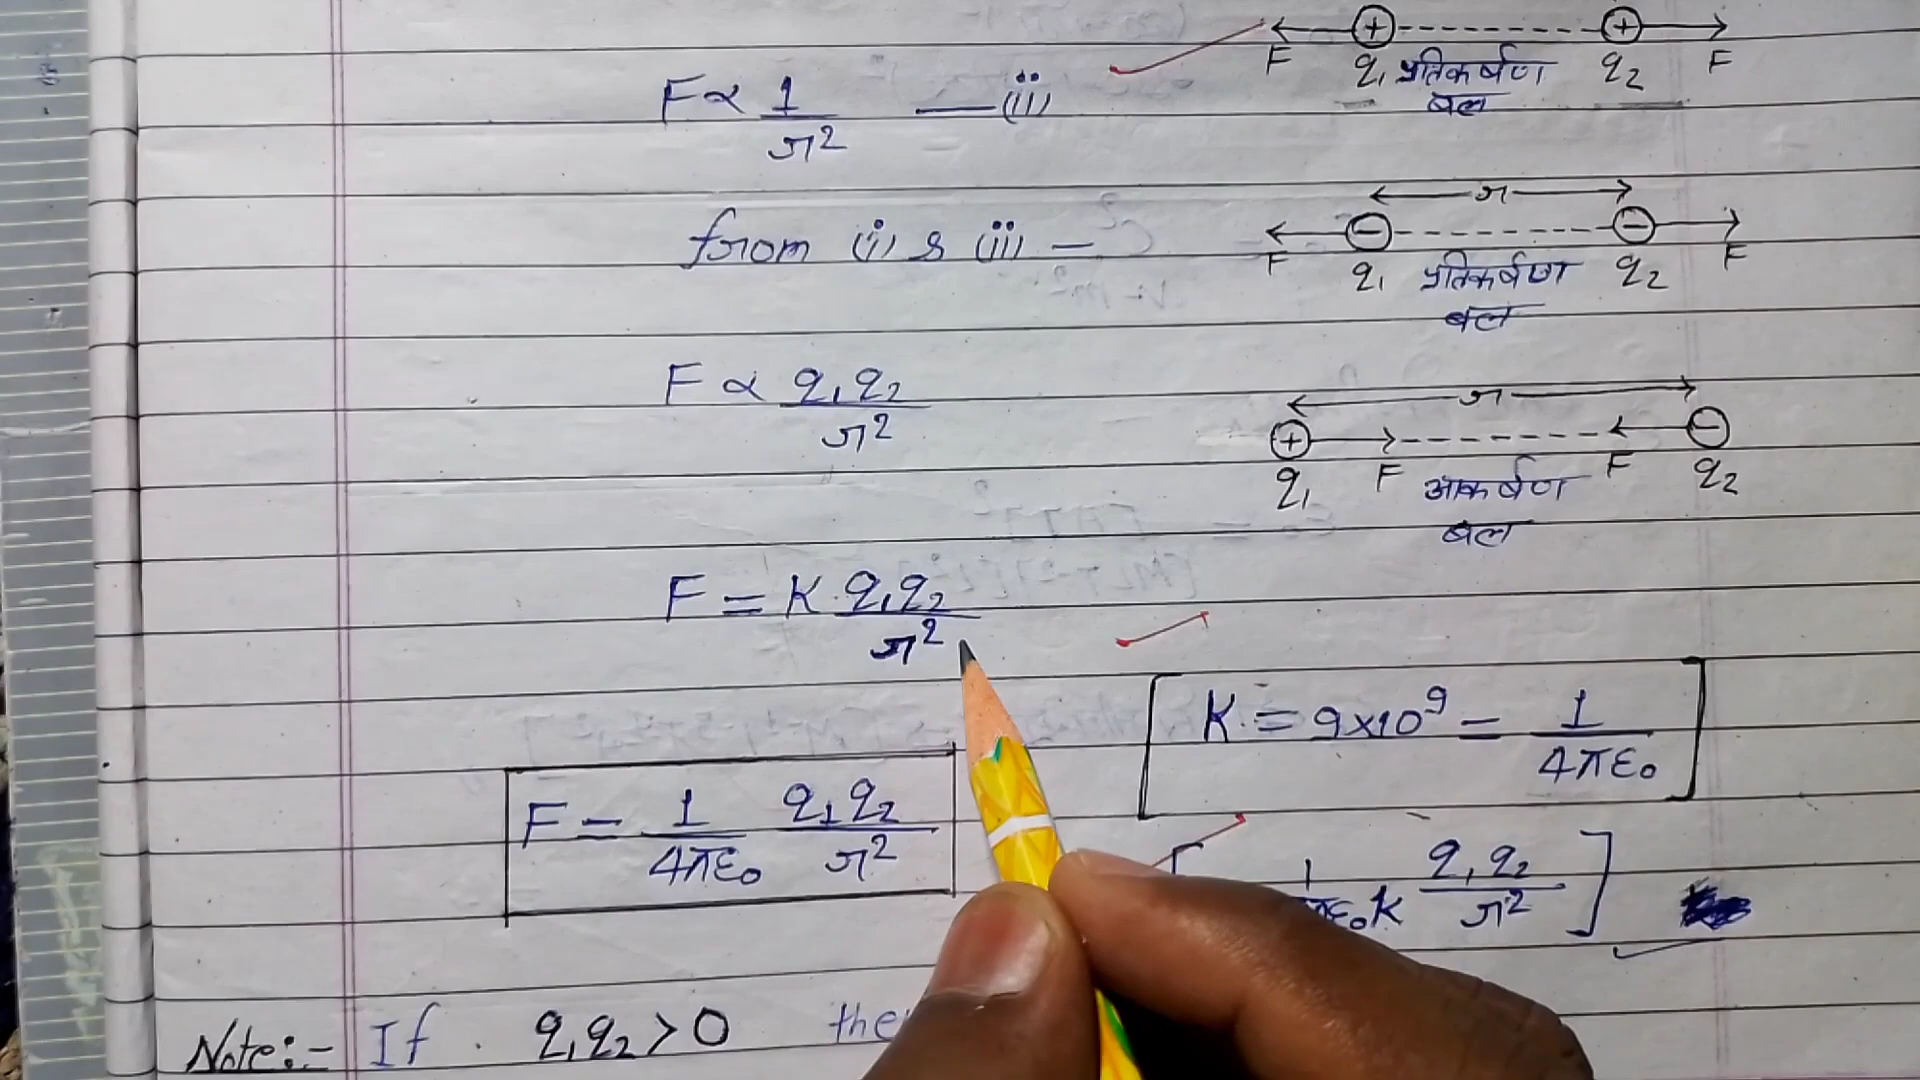 F q₁ प्रतिकर्षण बल q₂ F
F ∝ 1/r² — (ii)
r
from (i) & (ii) —
F q₁ प्रतिकर्षण बल q₂ F
F ∝ q₁q₂/r²
r
q₁ F आकर्षण बल F q₂
F = K q₁q₂/r²
K = 9×10⁹ = 1/4πε₀
F = 1/4πε₀ q₁q₂/r²
πε₀K q₁q₂/r²
Note:- If q₁q₂ > 0